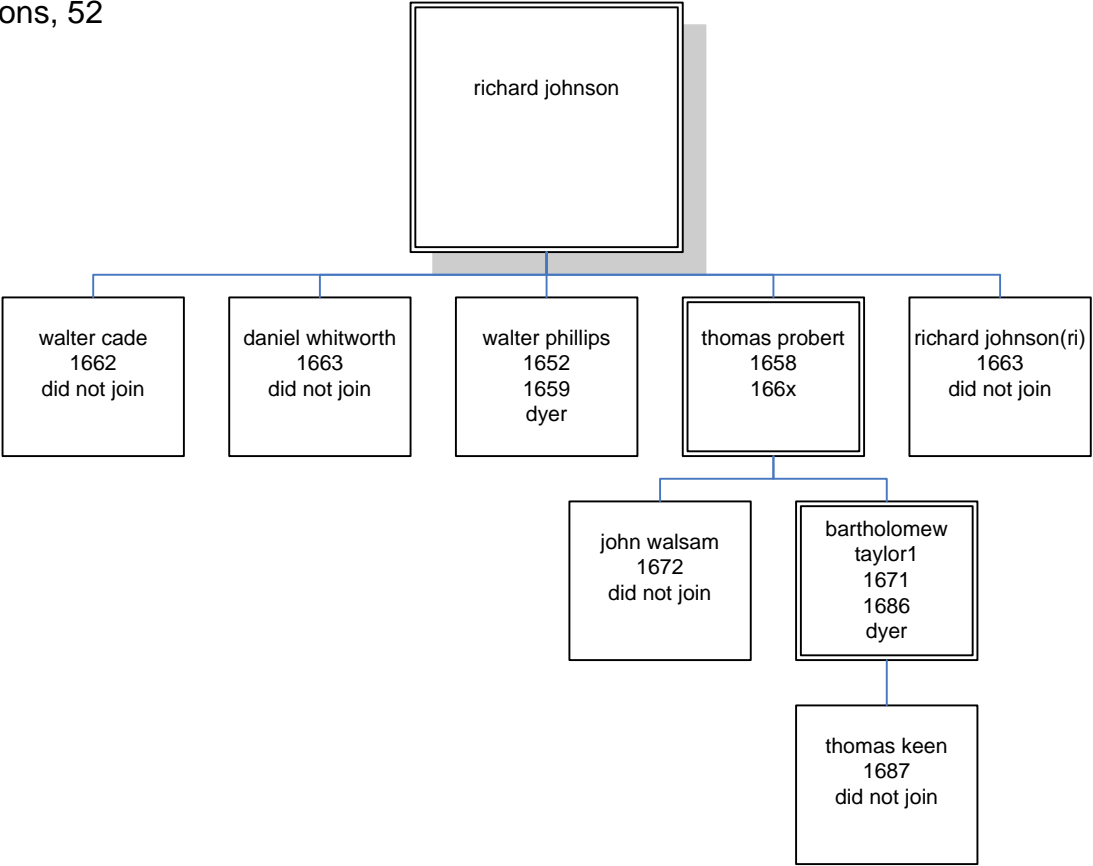 ons, 52
richard johnson
walter cade
1662
did not join
daniel whitworth
1663
did not join
walter phillips
1652
1659
dyer
thomas probert
1658
166x
richard johnson(ri)
1663
did not join
john walsam
1672
did not join
bartholomew
taylor1
1671
1686
dyer
thomas keen
1687
did not join